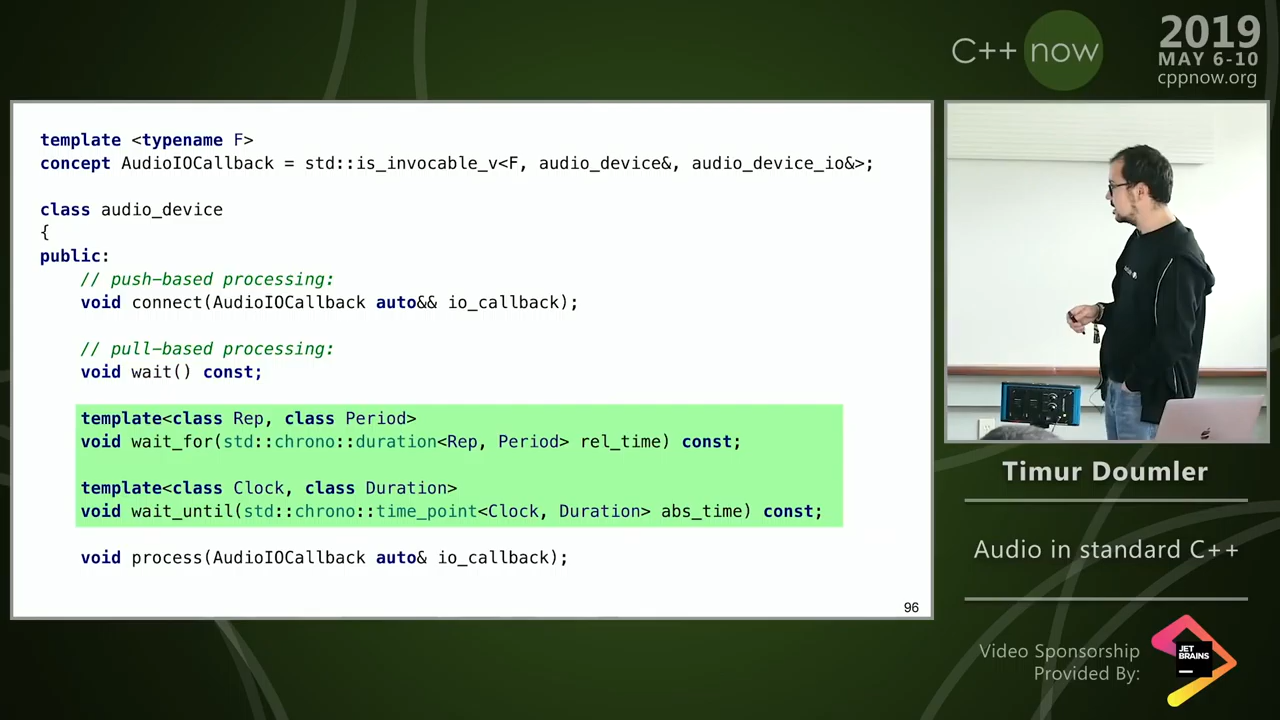 C++ now
2019
MAY 6-10
cppnow.org
template <typename F>
concept AudioIOCallback = std::is_invocable_v<F, audio_device&, audio_device_io&>;
class audio_device
{
public:
// push-based processing:
void connect(AudioIOCallback auto&& io_callback);
// pull-based processing:
void wait() const;
template<class Rep, class Period>
void wait_for(std::chrono::duration<Rep, Period> rel_time) const;
template<class Clock, class Duration>
void wait_until(std::chrono::time_point<Clock, Duration> abs_time) const;
void process(AudioIOCallback auto& io_callback);
96
Timur Doumler
Audio in standard C++
Video Sponsorship
Provided By:
JET
BRAINS